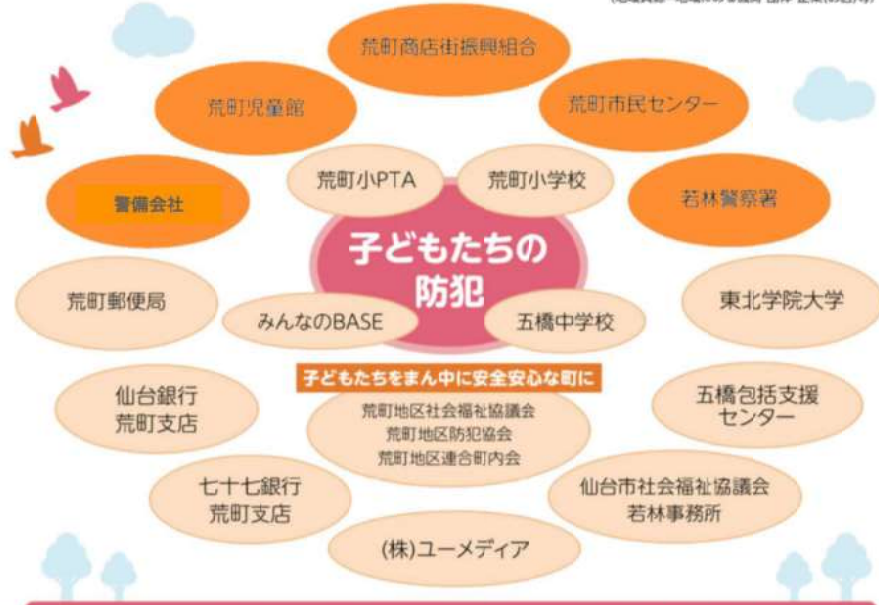 荒町商店街振興組合
荒町児童館
荒町市民センター
荒町小PTA
荒町小学校
警備会社
若林警察署
子どもたちの
防犯
荒町郵便局
東北学院大学
みんなのBASE
五橋中学校
子どもたちをまん中に安全安心な町に
仙台銀行
荒町支店
荒町地区社会福祉協議会
荒町地区防犯協会
荒町地区連合町内会
五橋包括支援
センター
七十七銀行
荒町支店
仙台市社会福祉協議会
若林事務所
(株)ユーメディア